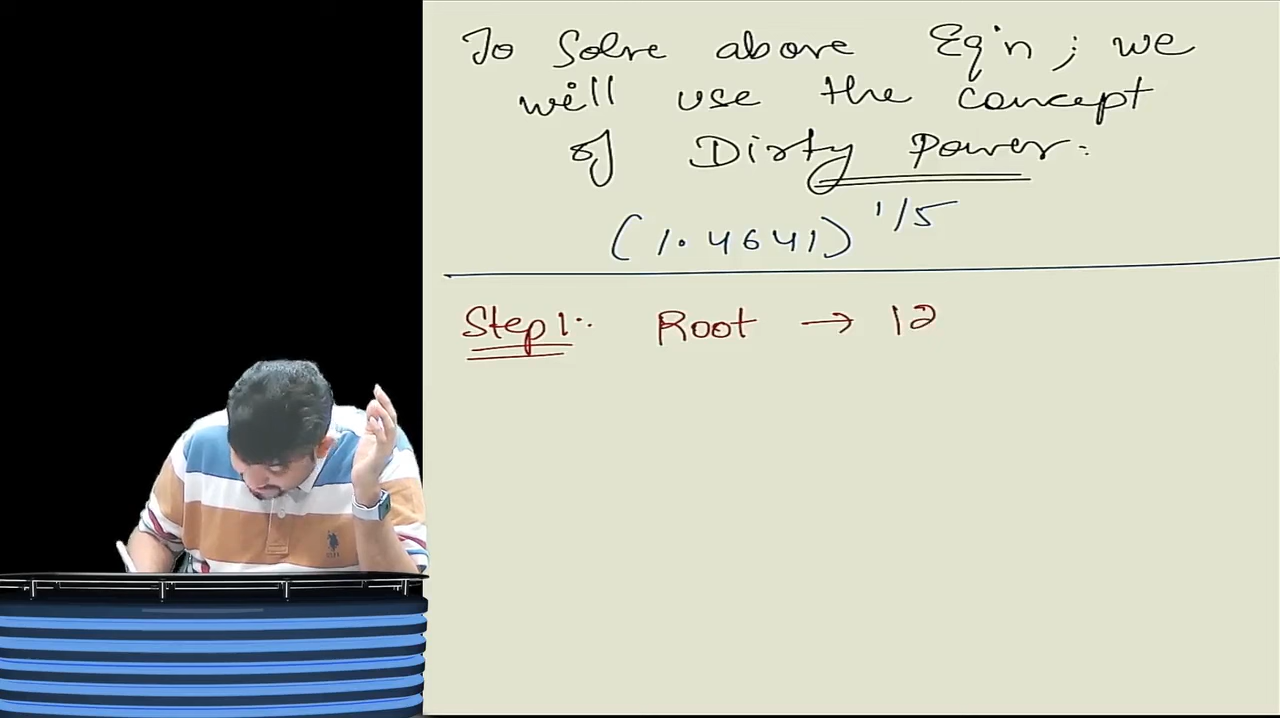 To Solve above Eq'n ; we
will use the concept
of Dirty Power:
(1.4641)^1/5
Step 1:. Root → 12